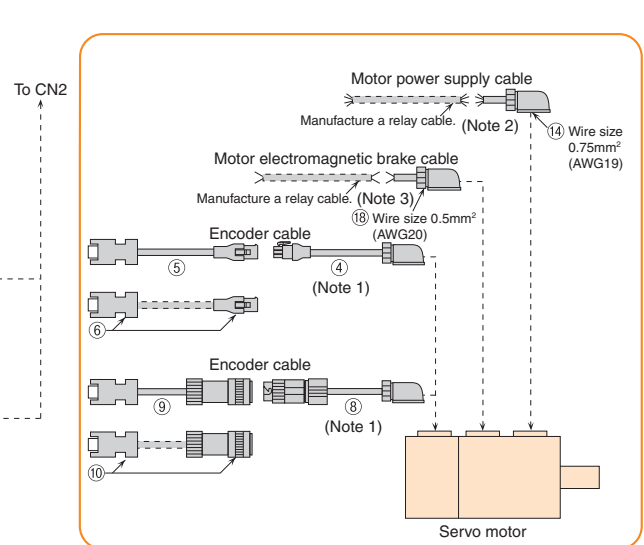 To CN2
Motor power supply cable
Manufacture a relay cable.
(Note 2)
⑭ Wire size
0.75mm²
(AWG19)
Motor electromagnetic brake cable
Manufacture a relay cable.
(Note 3)
⑱ Wire size 0.5mm²
(AWG20)
Encoder cable
⑤
④
(Note 1)
⑥
Encoder cable
⑨
⑧
(Note 1)
⑩
Servo motor